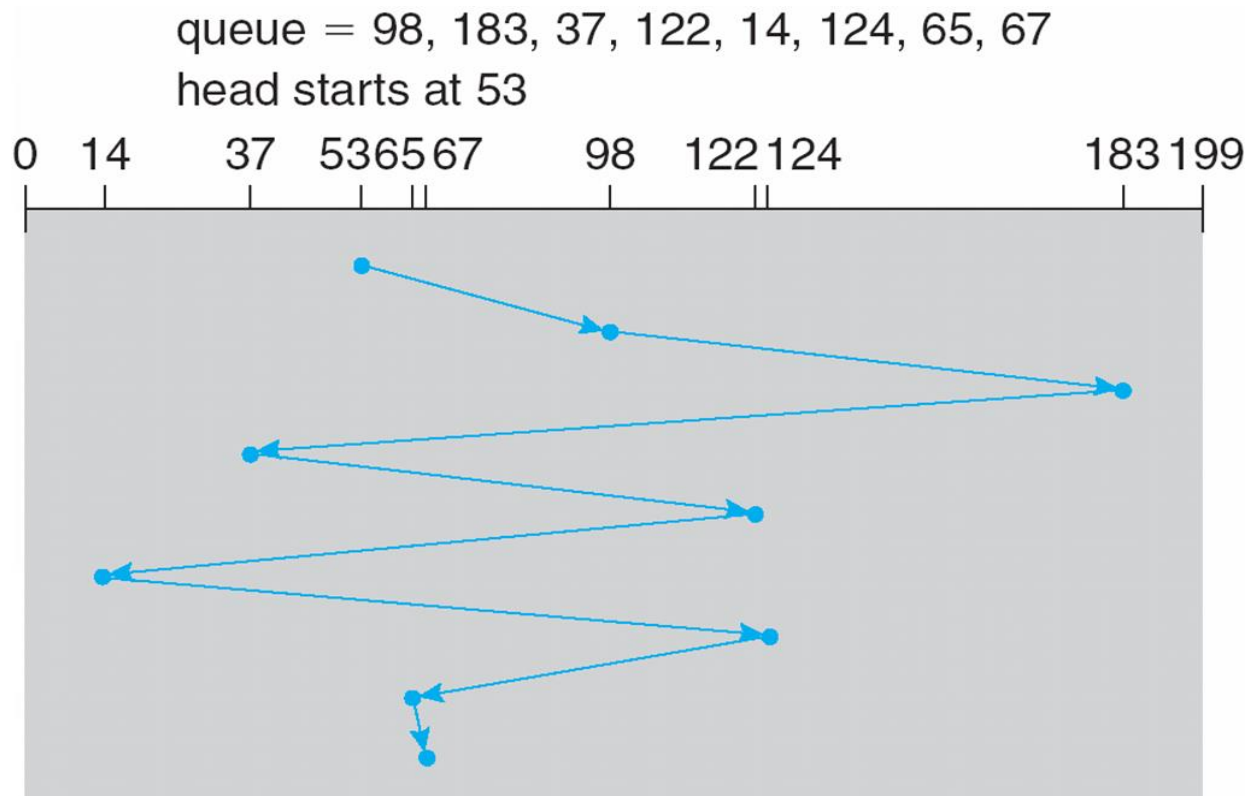 queue = 98, 183, 37, 122, 14, 124, 65, 67
head starts at 53
0 14 37 53 65 67 98 122 124 183 199